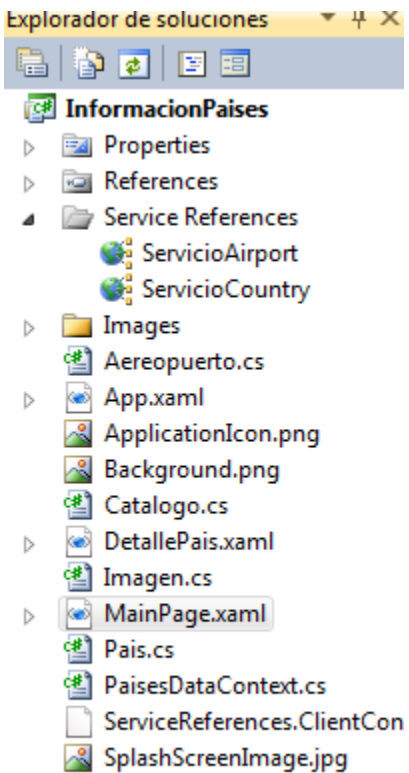 Explorador de soluciones
InformacionPaises
Properties
References
Service References
ServicioAirport
ServicioCountry
Images
Aereopuerto.cs
App.xaml
ApplicationIcon.png
Background.png
Catalogo.cs
DetallePais.xaml
Imagen.cs
MainPage.xaml
Pais.cs
PaisesDataContext.cs
ServiceReferences.ClientCon
SplashScreenImage.jpg